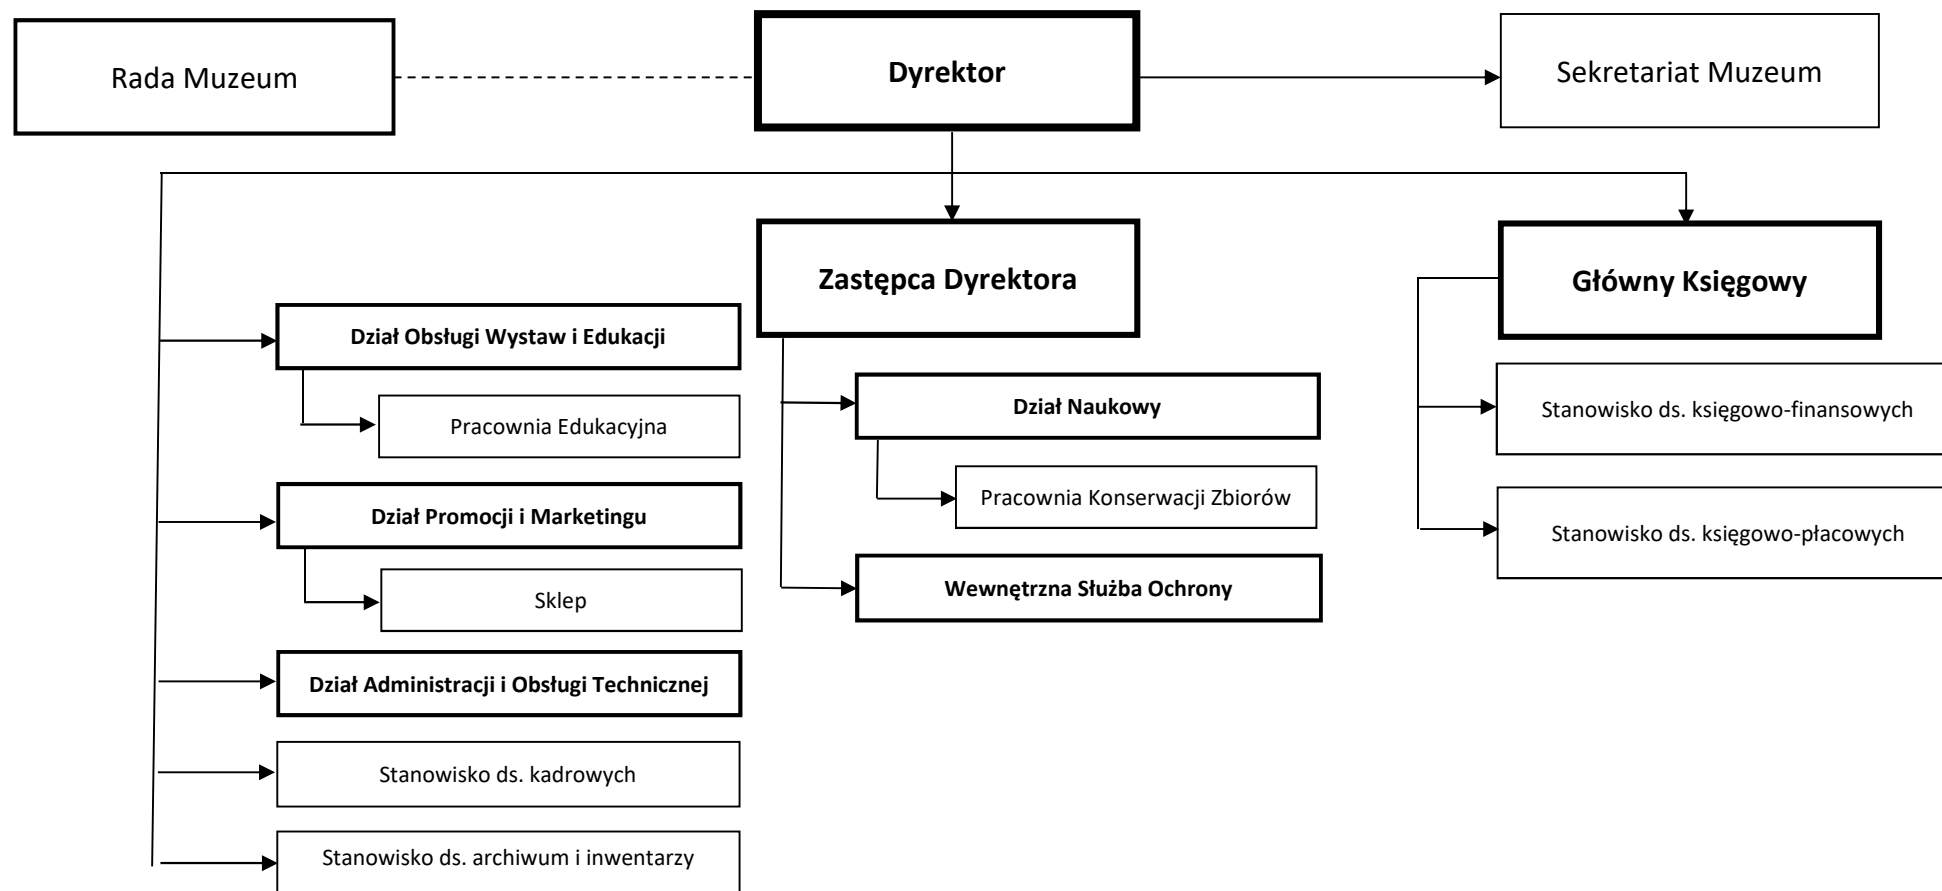 Rada Muzeum
Dyrektor
Sekretariat Muzeum
Zastępca Dyrektora
Główny Księgowy
Dział Obsługi Wystaw i Edukacji
Pracownia Edukacyjna
Dział Promocji i Marketingu
Sklep
Dział Administracji i Obsługi Technicznej
Stanowisko ds. kadrowych
Stanowisko ds. archiwum i inwentarzy
Dział Naukowy
Pracownia Konserwacji Zbiorów
Wewnętrzna Służba Ochrony
Stanowisko ds. księgowo-finansowych
Stanowisko ds. księgowo-płacowych